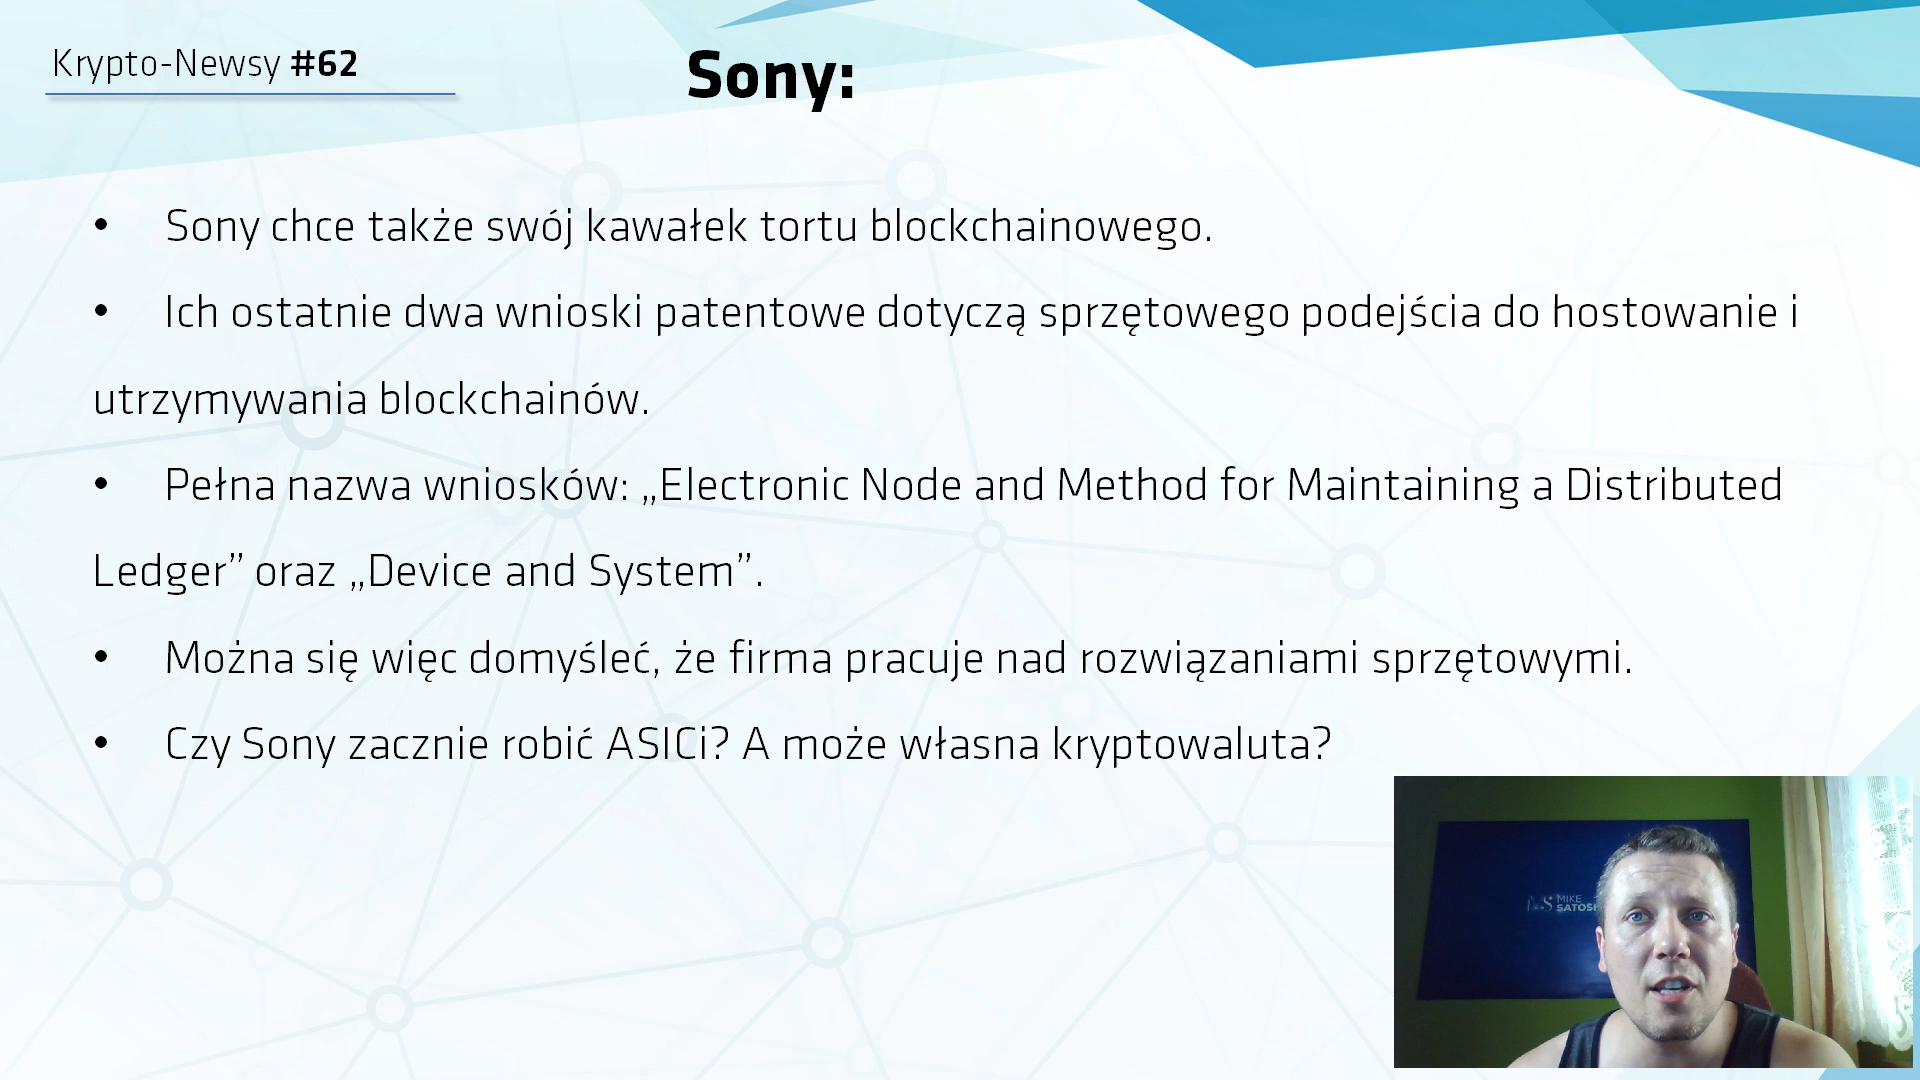 Krypto-Newsy #62
Sony:
• Sony chce także swój kawałek tortu blockchainowego.
• Ich ostatnie dwa wnioski patentowe dotyczą sprzętowego podejścia do hostowanie i
utrzymywania blockchainów.
• Pełna nazwa wniosków: „Electronic Node and Method for Maintaining a Distributed
Ledger” oraz „Device and System”.
• Można się więc domyśleć, że firma pracuje nad rozwiązaniami sprzętowymi.
• Czy Sony zacznie robić ASICi? A może własna kryptowaluta?
MS MIKE